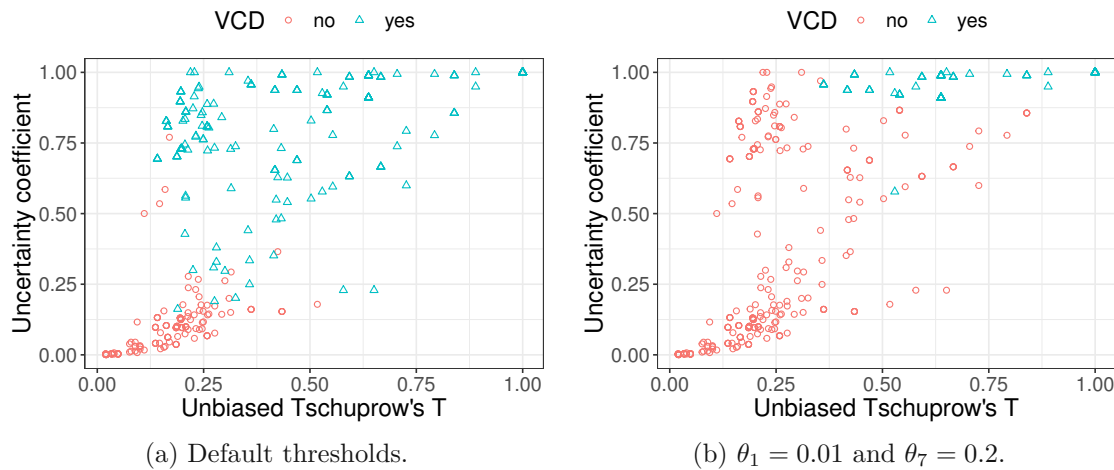 VCD no yes
Uncertainty coefficient
1.00
0.75
0.50
0.25
0.00
0.00 0.25 0.50 0.75 1.00
Unbiased Tschuprow's T
(a) Default thresholds.
VCD no yes
Uncertainty coefficient
1.00
0.75
0.50
0.25
0.00
0.00 0.25 0.50 0.75 1.00
Unbiased Tschuprow's T
(b) θ₁ = 0.01 and θ₇ = 0.2.